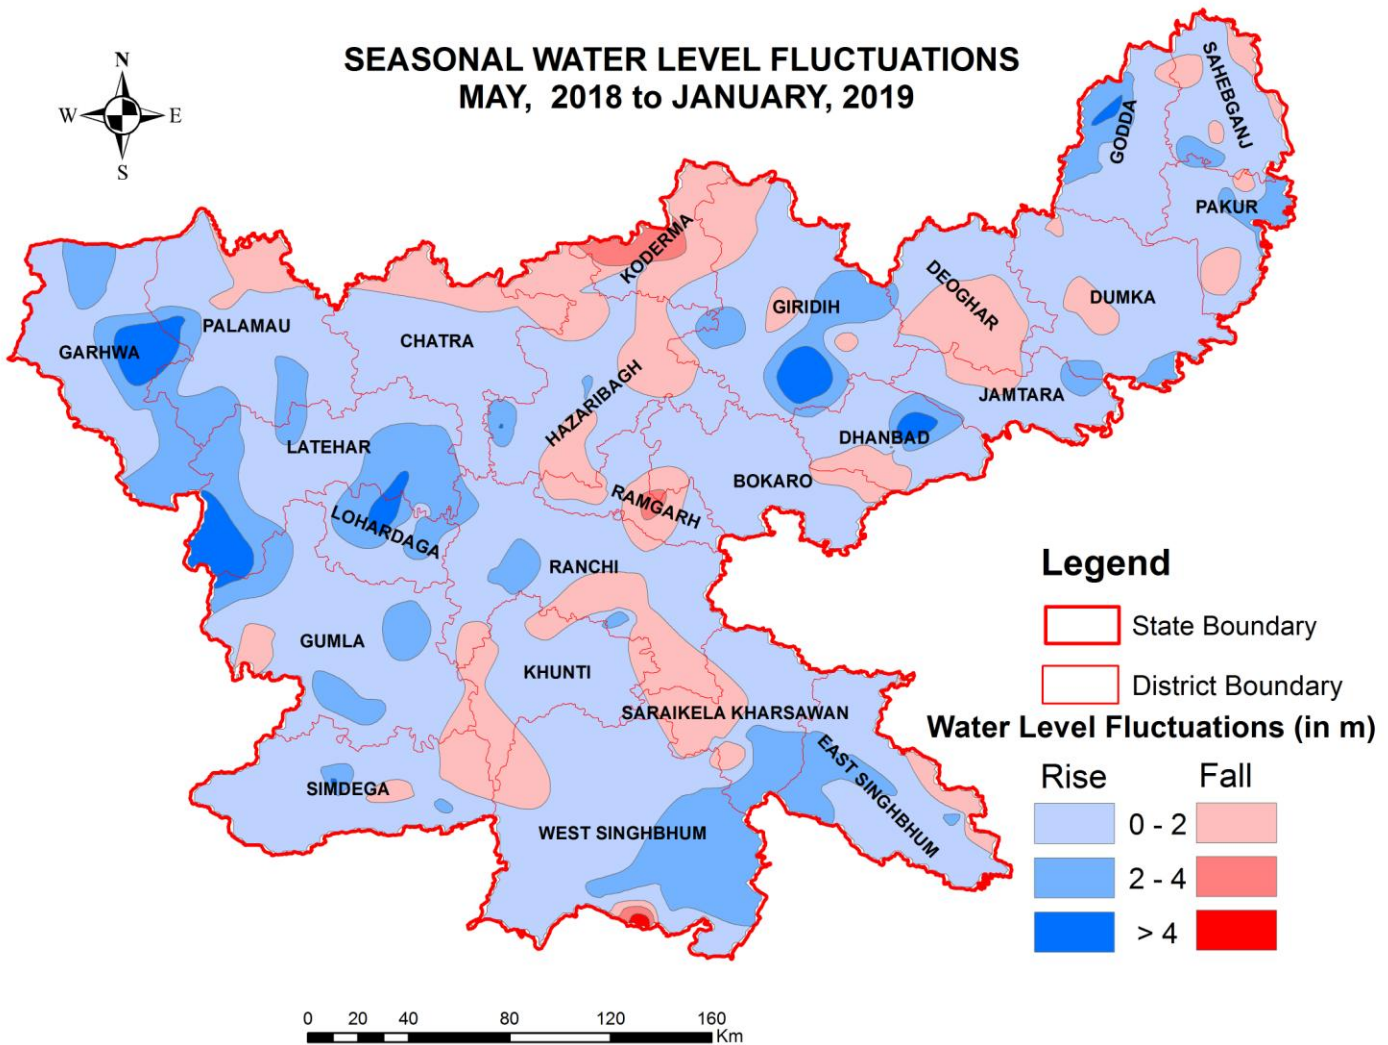 SEASONAL WATER LEVEL FLUCTUATIONS
MAY, 2018 to JANUARY, 2019
N
W
E
S
SAHEBGANJ
GODDA
PAKUR
KODERMA
DEOGHAR
DUMKA
GIRIDIH
PALAMAU
CHATRA
GARHWA
JAMTARA
HAZARIBAGH
DHANBAD
LATEHAR
BOKARO
RAMGARH
LOHARDAGA
RANCHI
GUMLA
KHUNTI
SARAIKELA KHARSAWAN
EAST SINGHBHUM
SIMDEGA
WEST SINGHBHUM
Legend
State Boundary
District Boundary
Water Level Fluctuations (in m)
Rise Fall
0 - 2
2 - 4
> 4
0 20 40 80 120 160
Km